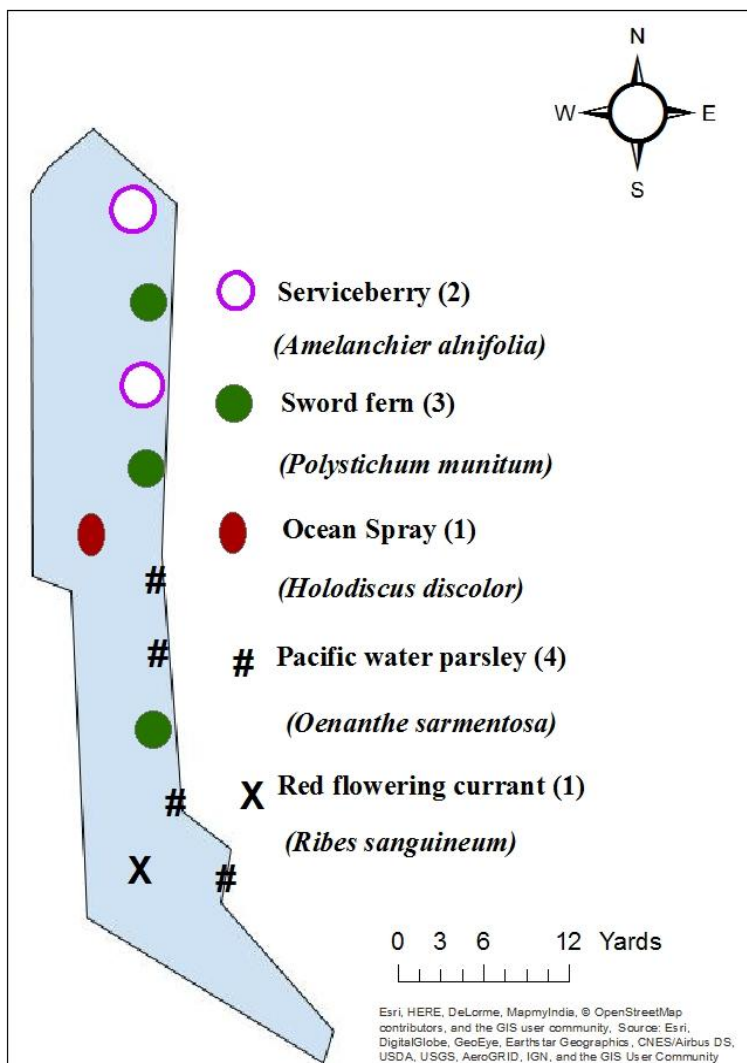 N
W E
S
Serviceberry (2)
(Amelanchier alnifolia)
Sword fern (3)
(Polystichum munitum)
Ocean Spray (1)
#
(Holodiscus discolor)
# # Pacific water parsley (4)
(Oenanthe sarmentosa)
# X Red flowering currant (1)
(Ribes sanguineum)
X #
0 3 6 12 Yards
Esri, HERE, DeLorme, MapmyIndia, © OpenStreetMap
contributors, and the GIS user community, Source: Esri,
DigitalGlobe, GeoEye, Earthstar Geographics, CNES/Airbus DS,
USDA, USGS, AeroGRID, IGN, and the GIS User Community